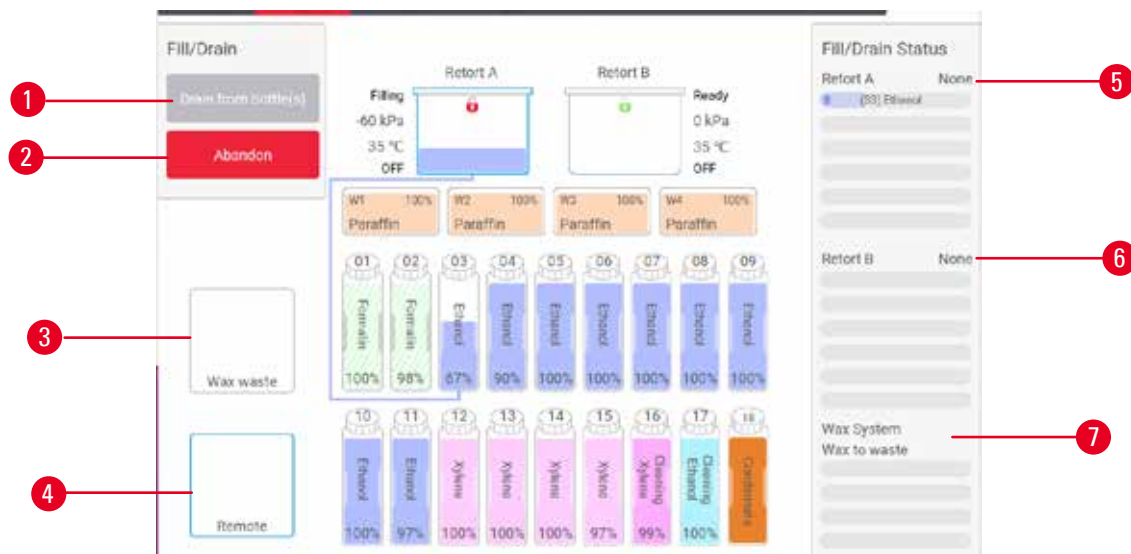 Fill/Drain
Drain from bottle(s)
Abandon
Wax waste
Remote
Retort A
Retort B
Filling
-60 kPa
35 °C
OFF
Ready
0 kPa
35 °C
OFF
W1 100%
Paraffin
W2 100%
Paraffin
W3 100%
Paraffin
W4 100%
Paraffin
01 02 03 04 05 06 07 08 09
Formalin Formalin Ethanol Ethanol Ethanol Ethanol Ethanol Ethanol Ethanol
100% 98% 67% 90% 100% 100% 100% 100% 100%
10 11 12 13 14 15 16 17 18
Ethanol Ethanol Xylene Xylene Xylene Xylene Cleaning Xylene Cleaning Ethanol Condensate
100% 97% 100% 100% 100% 97% 99% 100%
Fill/Drain Status
Retort A None
(S3) Ethanol
Retort B None
Wax System
Wax to waste
1
2
3
4
5
6
7